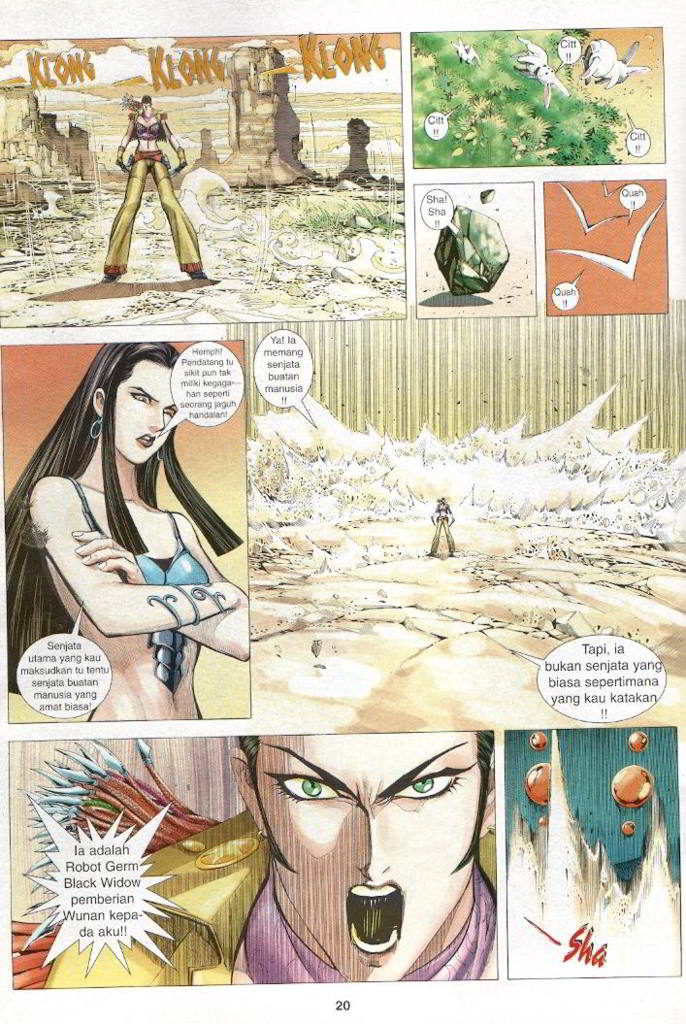 KLONG
KLONG
KLONG
Citt
!!
Citt
!!
Citt
!!
Sha!
Sha
!!
Quah
!!
Quah
!!
Hemph!
Pendatang tu
sikit pun tak
miliki kegaga-
han seperti
seorang jaguh
handalan!
Ya! Ia
memang
senjata
buatan
manusia
!!
Senjata
utama yang kau
maksudkan tu tentu
senjata buatan
manusia yang
amat biasa!
Tapi, ia
bukan senjata yang
biasa sepertimana
yang kau katakan
!!
Ia adalah
Robot Germ
Black Widow
pemberian
Wunan kepa-
da aku!!
Sha
20